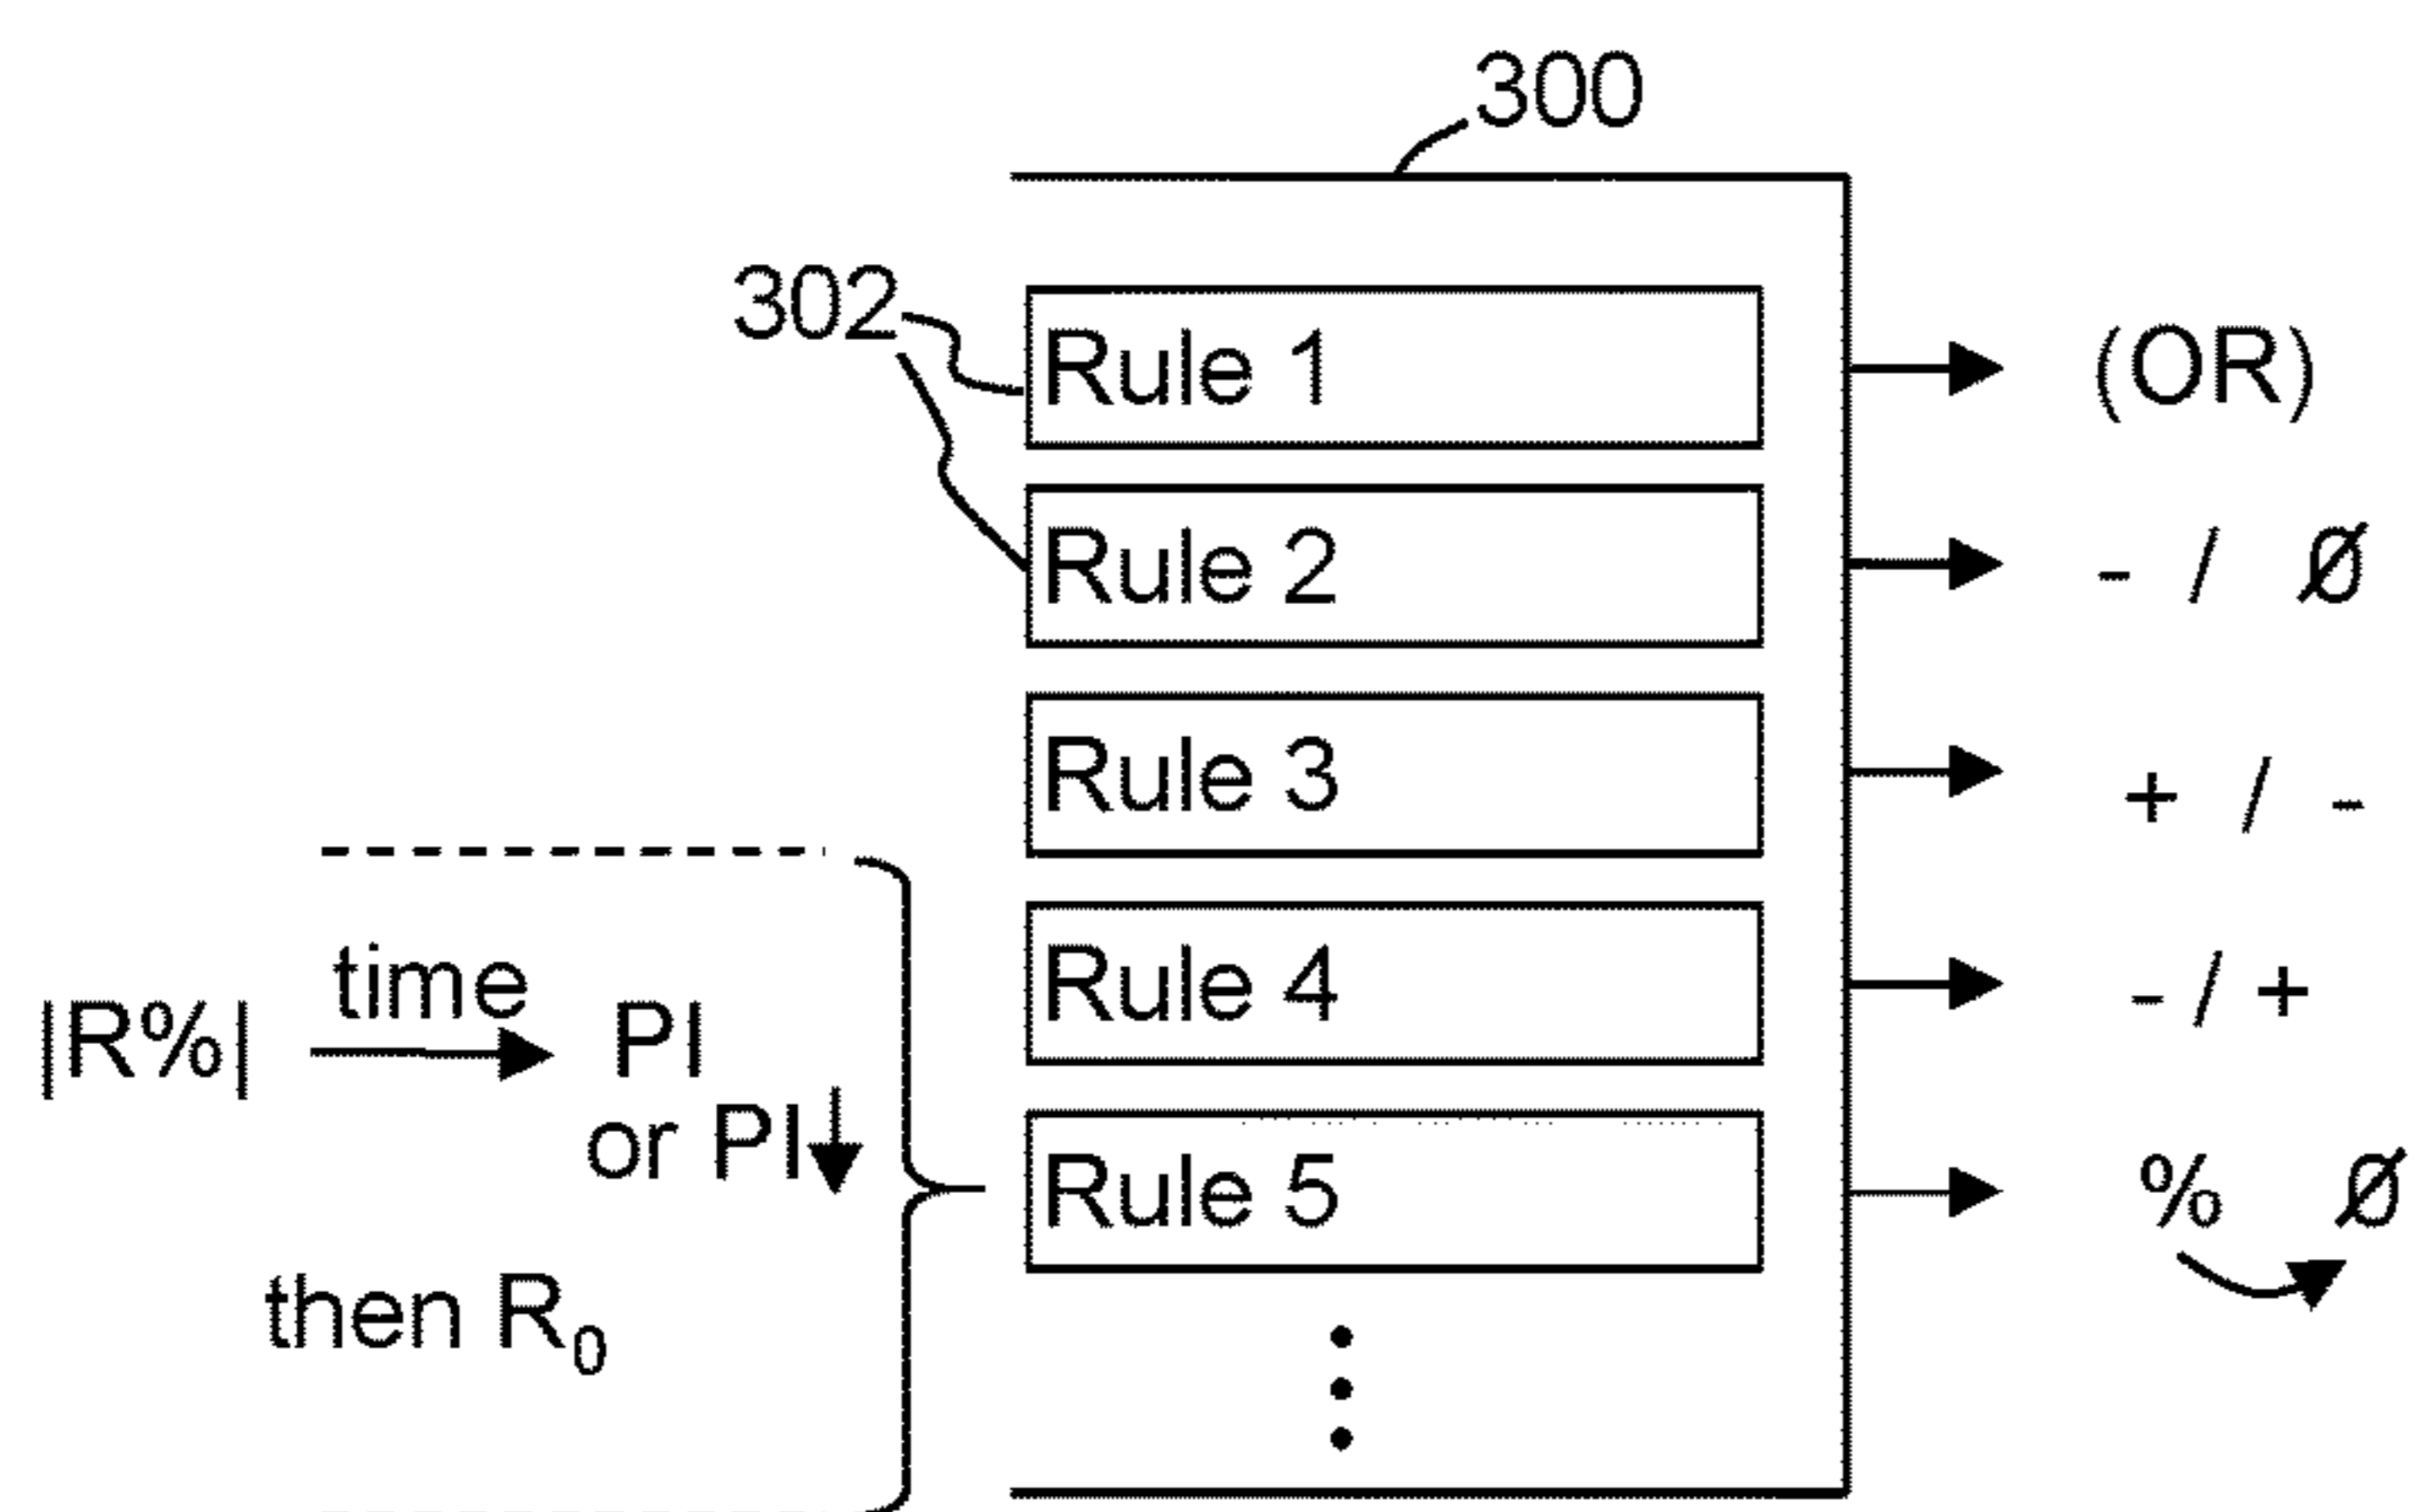 300
302
Rule 1
(OR)
Rule 2
- / Ø
Rule 3
+ / -
Rule 4
- / +
Rule 5
% Ø
|R%| time PI
or PI
then R₀